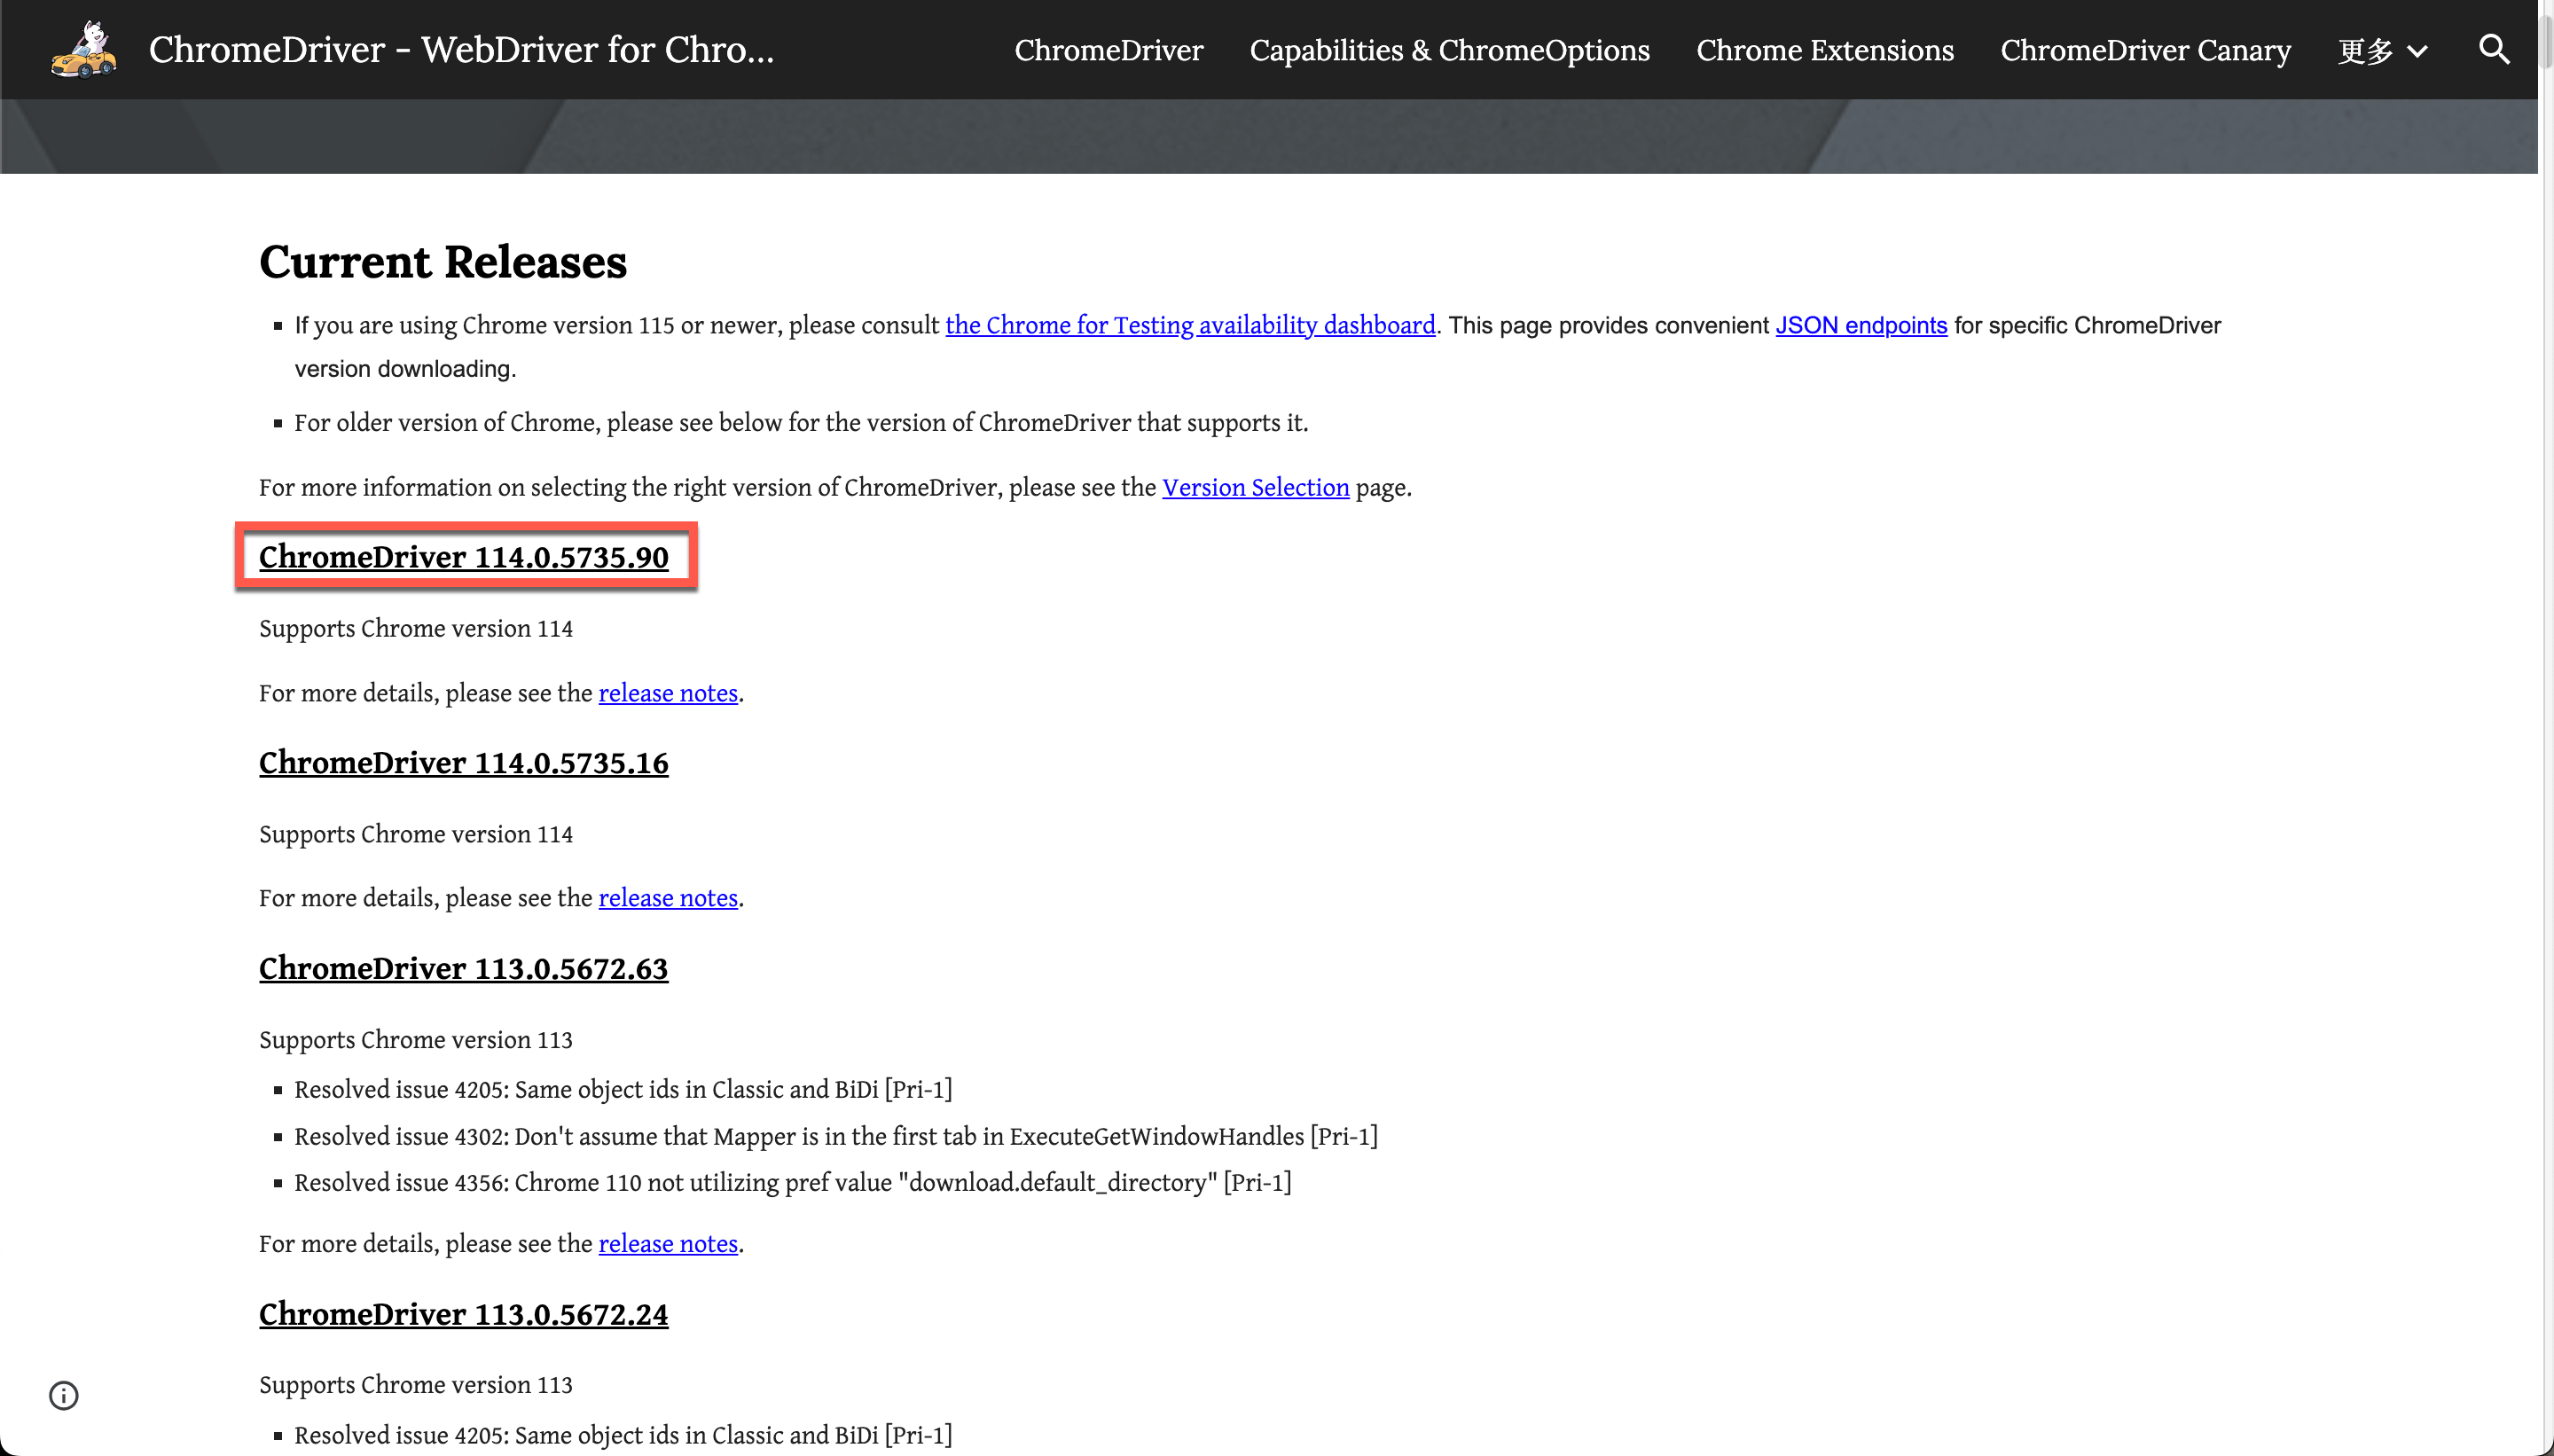 ChromeDriver - WebDriver for Chro...
ChromeDriver
Capabilities & ChromeOptions
Chrome Extensions
ChromeDriver Canary
更多
Current Releases
If you are using Chrome version 115 or newer, please consult the Chrome for Testing availability dashboard. This page provides convenient JSON endpoints for specific ChromeDriver
version downloading.
For older version of Chrome, please see below for the version of ChromeDriver that supports it.
For more information on selecting the right version of ChromeDriver, please see the Version Selection page.
ChromeDriver 114.0.5735.90
Supports Chrome version 114
For more details, please see the release notes.
ChromeDriver 114.0.5735.16
Supports Chrome version 114
For more details, please see the release notes.
ChromeDriver 113.0.5672.63
Supports Chrome version 113
Resolved issue 4205: Same object ids in Classic and BiDi [Pri-1]
Resolved issue 4302: Don't assume that Mapper is in the first tab in ExecuteGetWindowHandles [Pri-1]
Resolved issue 4356: Chrome 110 not utilizing pref value "download.default_directory" [Pri-1]
For more details, please see the release notes.
ChromeDriver 113.0.5672.24
Supports Chrome version 113
Resolved issue 4205: Same object ids in Classic and BiDi [Pri-1]